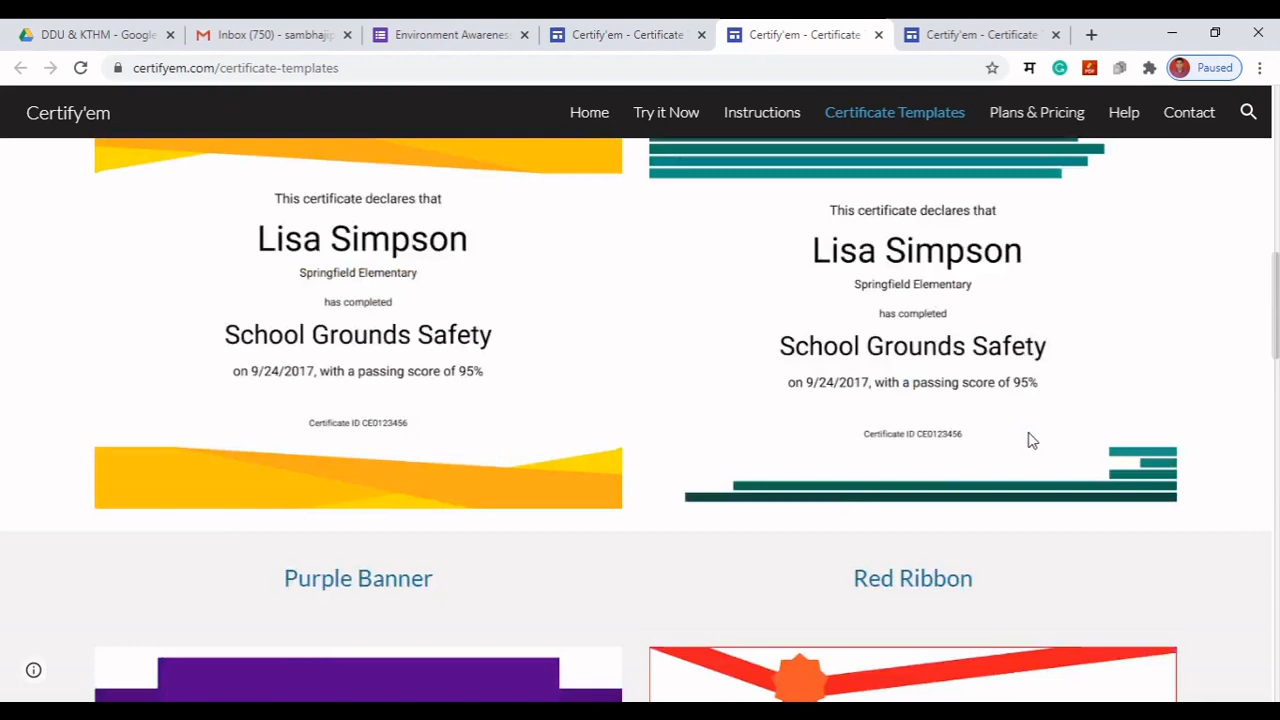 DDU & KTHM - Google
Inbox (750) - sambhajip
Environment Awareness
Certify'em - Certificate
Certify'em - Certificate
Certify'em - Certificate
certifyem.com/certificate-templates
म
PDF
Paused
Certify'em
Home
Try it Now
Instructions
Certificate Templates
Plans & Pricing
Help
Contact
This certificate declares that
Lisa Simpson
Springfield Elementary
has completed
School Grounds Safety
on 9/24/2017, with a passing score of 95%
Certificate ID CE0123456
This certificate declares that
Lisa Simpson
Springfield Elementary
has completed
School Grounds Safety
on 9/24/2017, with a passing score of 95%
Certificate ID CE0123456
Purple Banner
Red Ribbon